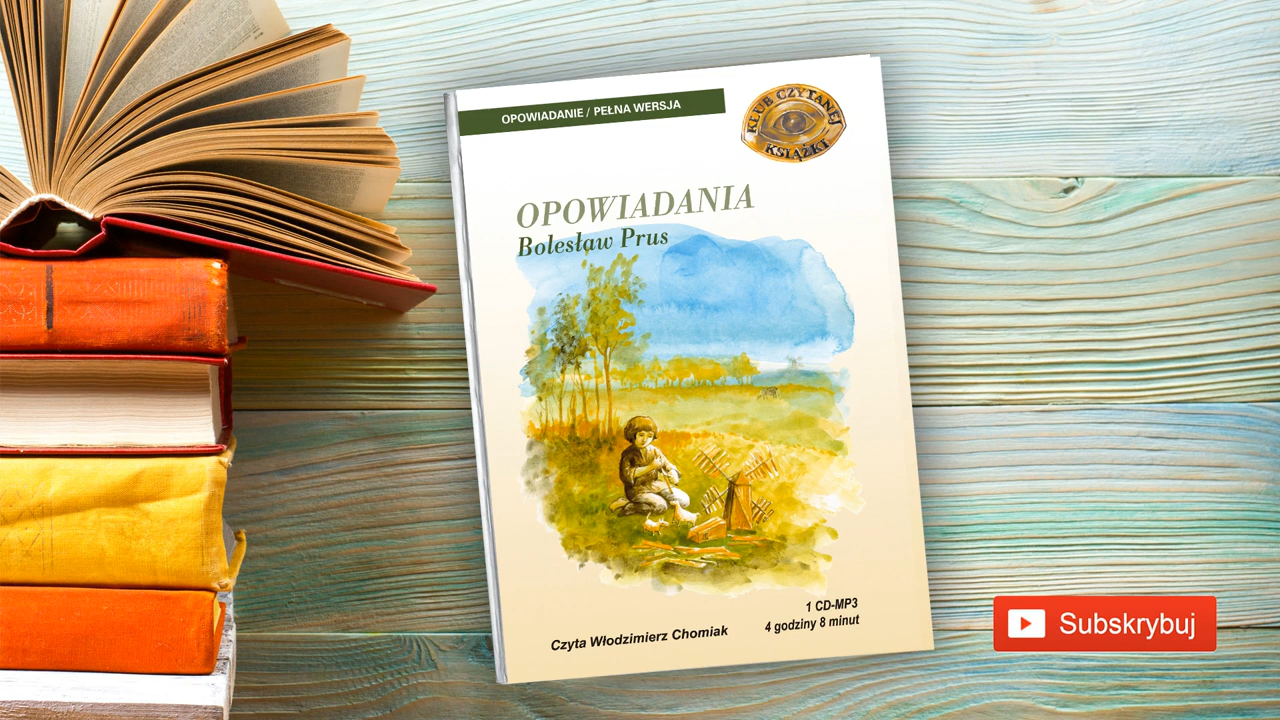 OPOWIADANIE / PEŁNA WERSJA
KLUB CZYTANEJ
KSIĄŻKI
OPOWIADANIA
Bolesław Prus
1 CD-MP3
4 godziny 8 minut
Czyta Włodzimierz Chomiak
Subskrybuj